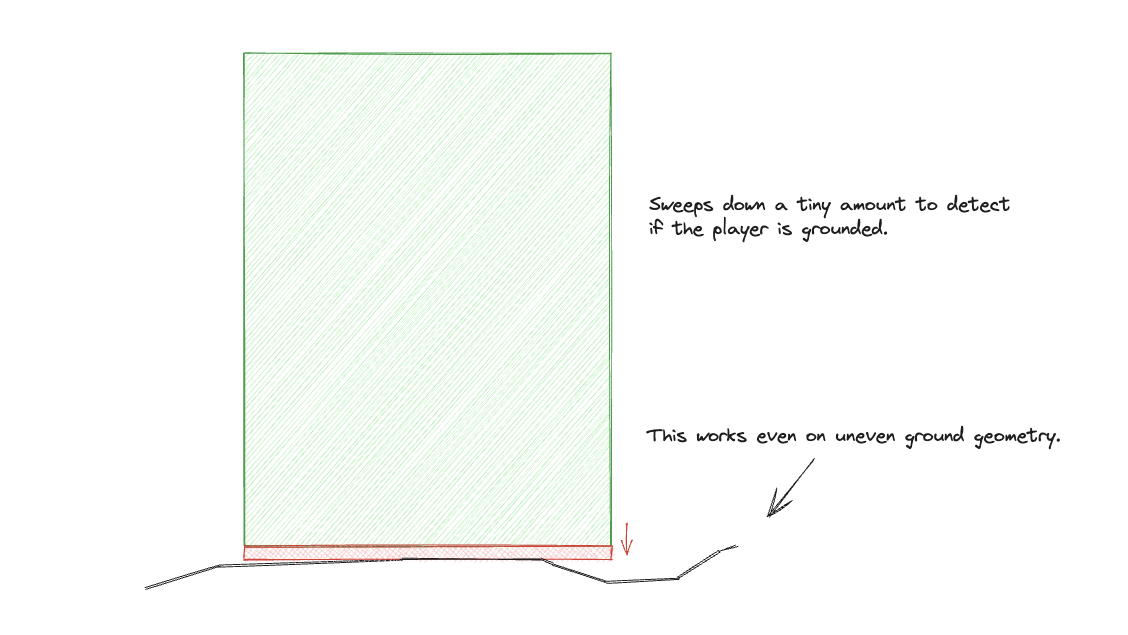 Sweeps down a tiny amount to detect
if the player is grounded.
This works even on uneven ground geometry.